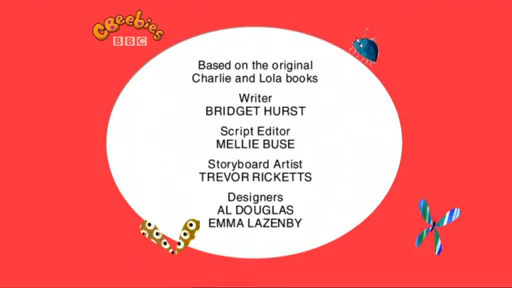 CBeebies
BBC
Based on the original
Charlie and Lola books
Writer
BRIDGET HURST
Script Editor
MELLIE BUSE
Storyboard Artist
TREVOR RICKETTS
Designers
AL DOUGLAS
EMMA LAZENBY